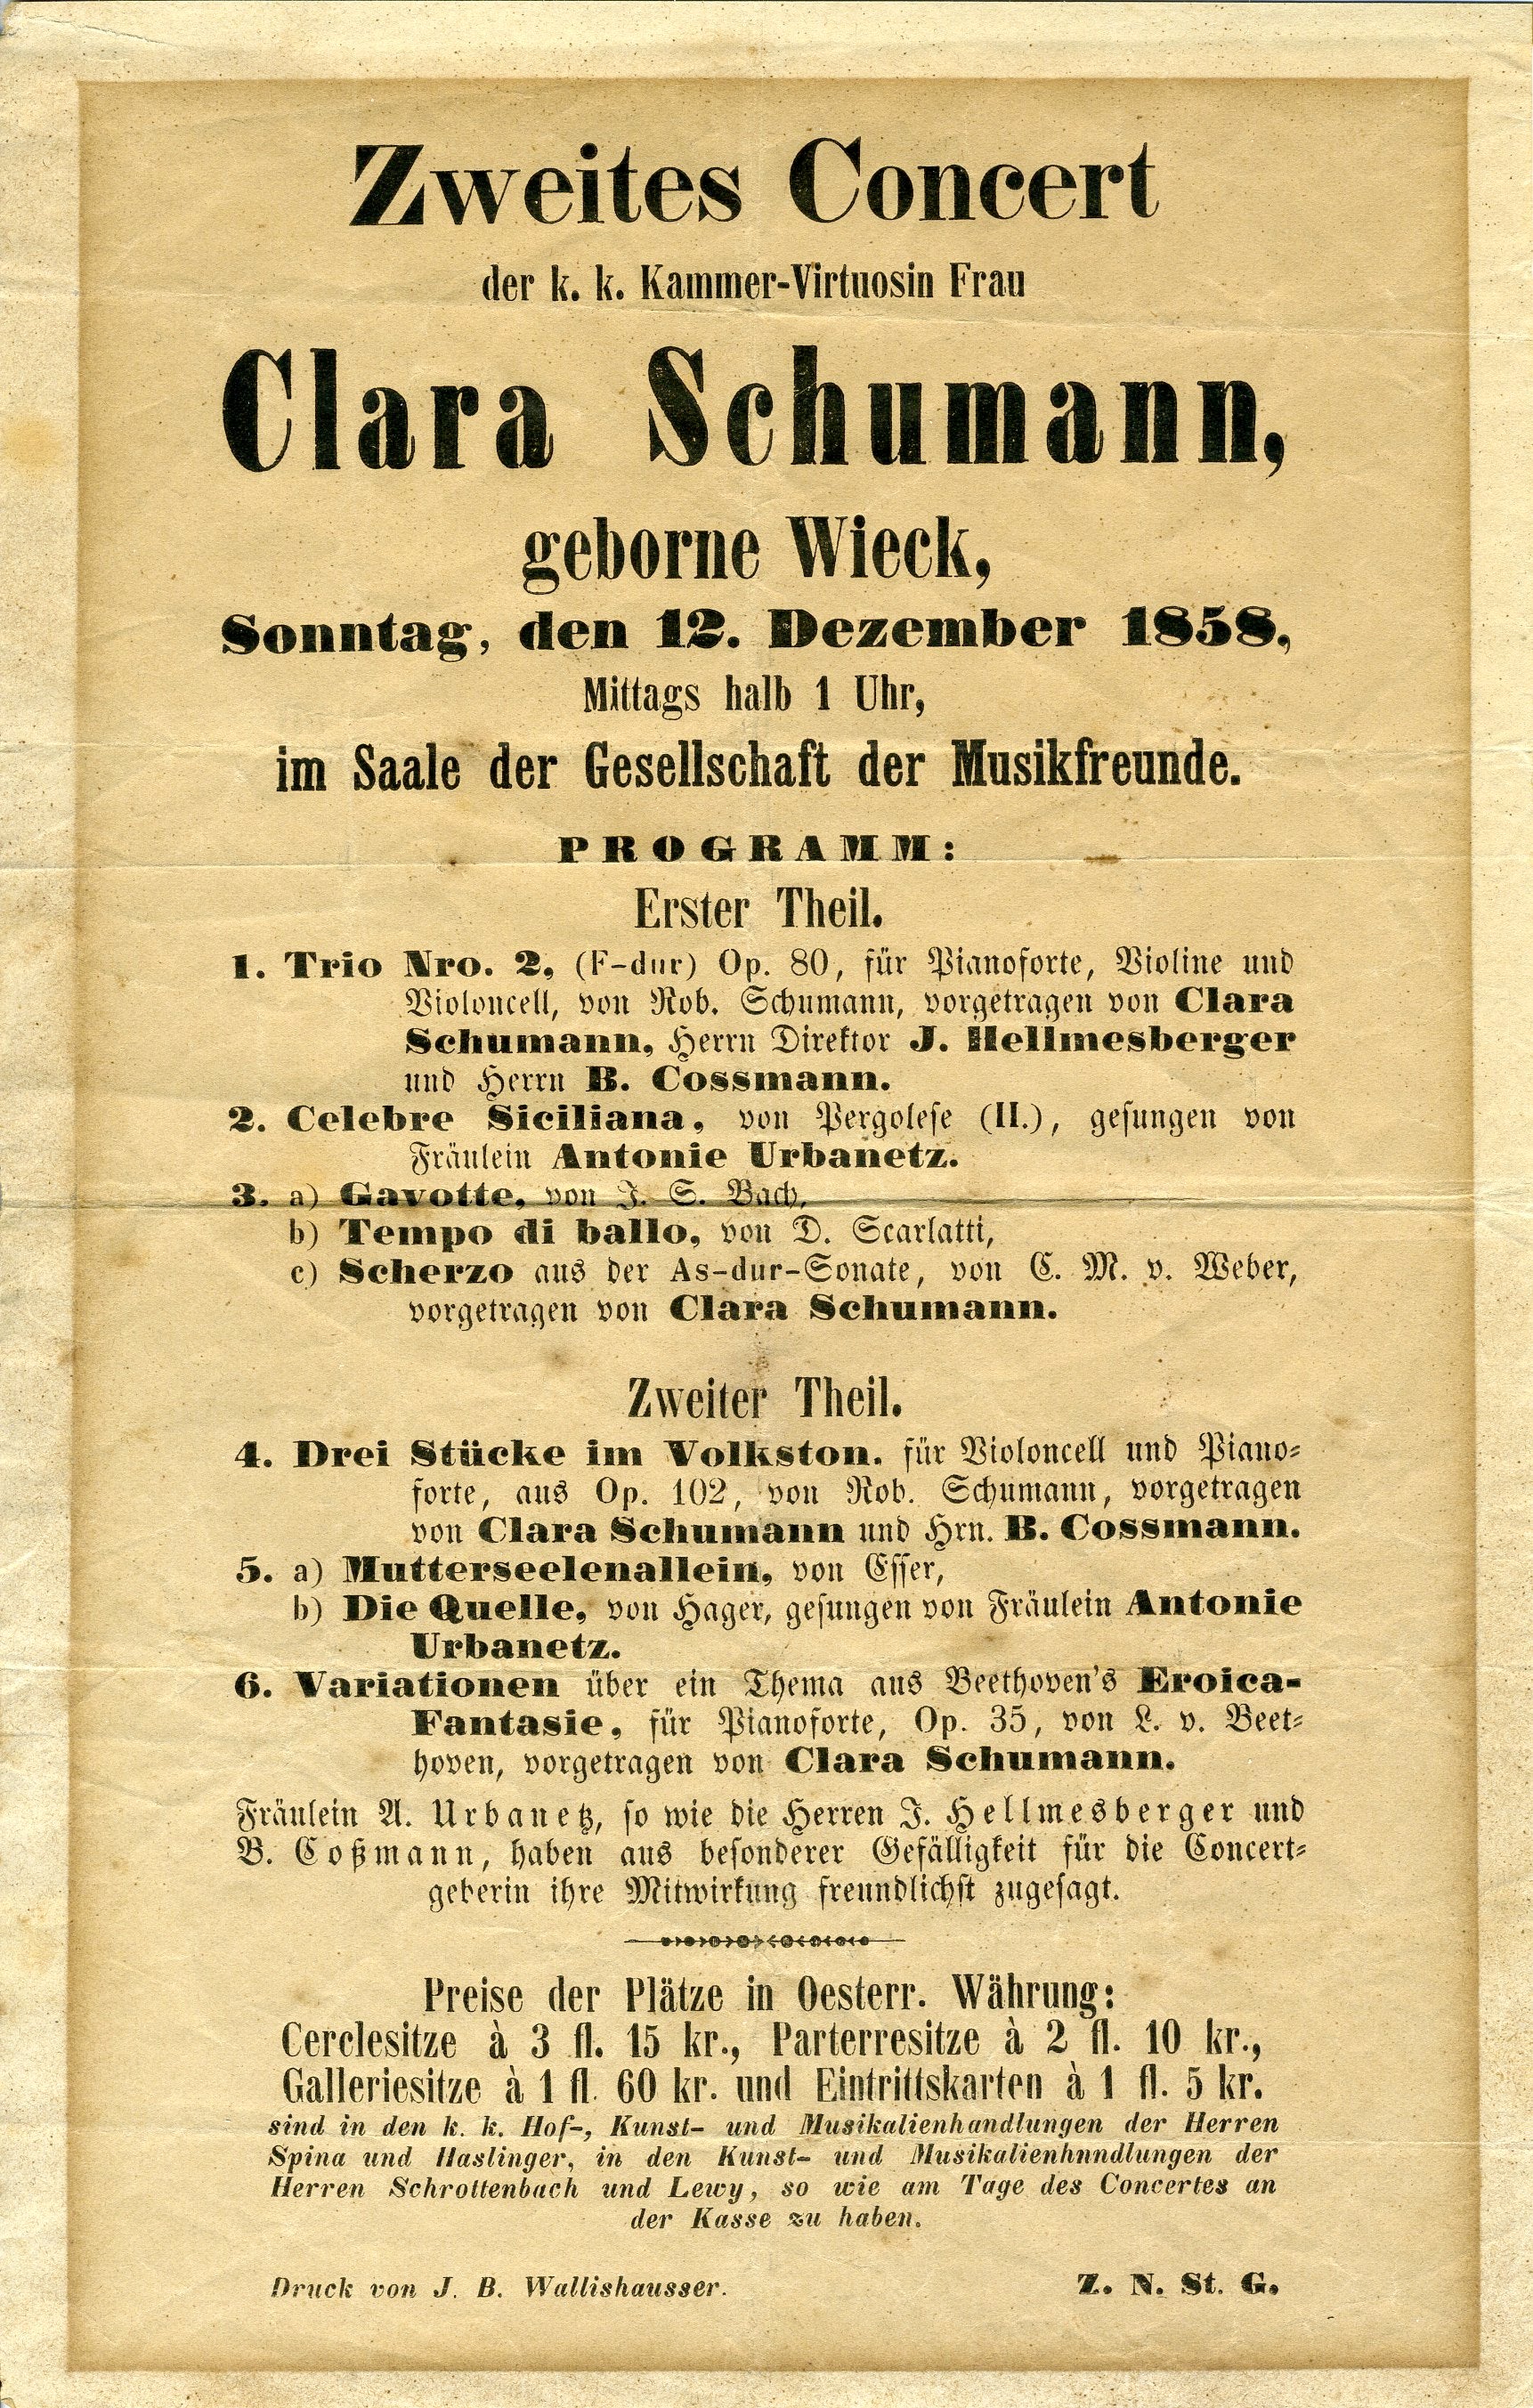 Zweites Concert
der k. k. Kammer-Virtuosin Frau
Clara Schumann,
geborne Wieck,
Sonntag, den 12. Dezember 1858,
Mittags halb 1 Uhr,
im Saale der Gesellschaft der Musikfreunde.
PROGRAMM:
Erster Theil.
1. Trio Nro. 2, (F-dur) Op. 80, für Pianoforte, Violine und
Violoncell, von Rob. Schumann, vorgetragen von Clara
Schumann, Herrn Direktor J. Hellmesberger
und Herrn B. Cossmann.
2. Celebre Siciliana, von Pergolese (II.), gesungen von
Fräulein Antonie Urbanetz.
3. a) Gavotte, von J. S. Bach,
b) Tempo di ballo, von D. Scarlatti,
c) Scherzo aus der As-dur-Sonate, von C. M. v. Weber,
vorgetragen von Clara Schumann.
Zweiter Theil.
4. Drei Stücke im Volkston. für Violoncell und Piano-
forte, aus Op. 102, von Rob. Schumann, vorgetragen
von Clara Schumann und Hrn. B. Cossmann.
5. a) Mutterseelenallein, von Esser,
b) Die Quelle, von Hager, gesungen von Fräulein Antonie
Urbanetz.
6. Variationen über ein Thema aus Beethoven's Eroica-
Fantasie, für Pianoforte, Op. 35, von L. v. Beet-
hoven, vorgetragen von Clara Schumann.
Fräulein A. Urbanetz, so wie die Herren J. Hellmesberger und
B. Coßmann, haben aus besonderer Gefälligkeit für die Concert-
geberin ihre Mitwirkung freundlichst zugesagt.
Preise der Plätze in Oesterr. Währung:
Cerclesitze à 3 fl. 15 kr., Parterresitze à 2 fl. 10 kr.,
Galleriesitze à 1 fl. 60 kr. und Eintrittskarten à 1 fl. 5 kr.
sind in den k. k. Hof-, Kunst- und Musikalienhandlungen der Herren
Spina und Haslinger, in den Kunst- und Musikalienhnndlungen der
Herren Schrottenbach und Lewy, so wie am Tage des Concertes an
der Kasse zu haben.
Druck von J. B. Wallishausser.
Z. N. St. G.